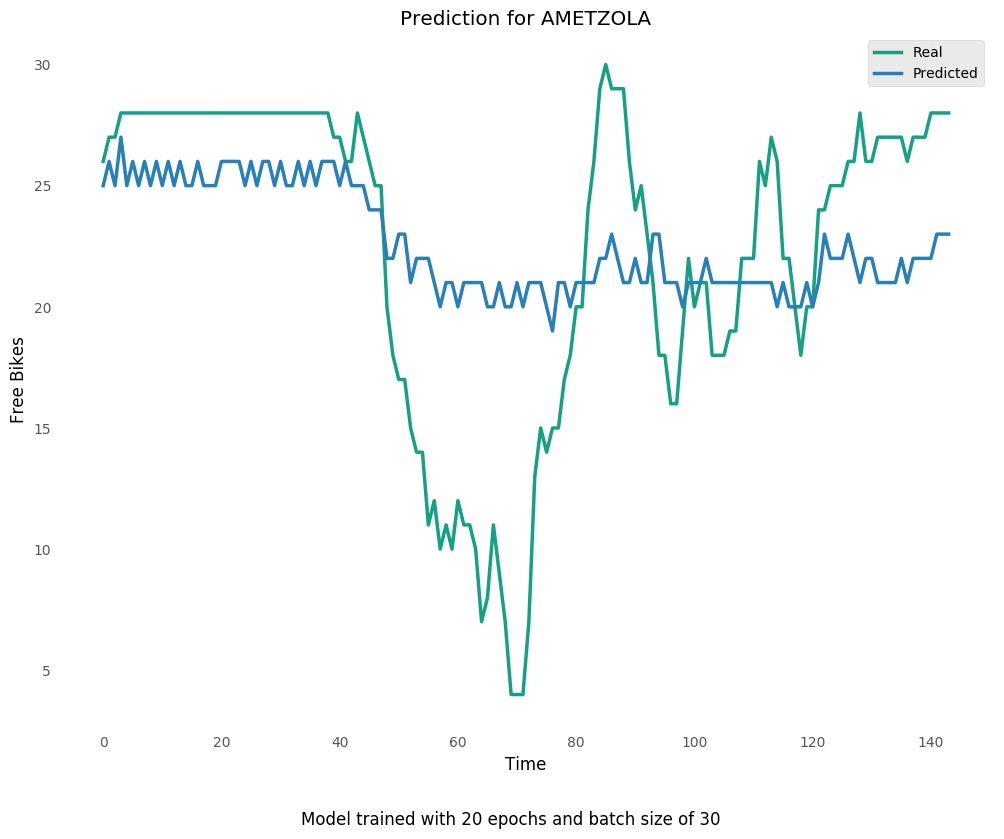 Prediction for AMETZOLA
Real
Predicted
30
25
20
15
10
5
Free Bikes
0 20 40 60 80 100 120 140
Time
Model trained with 20 epochs and batch size of 30